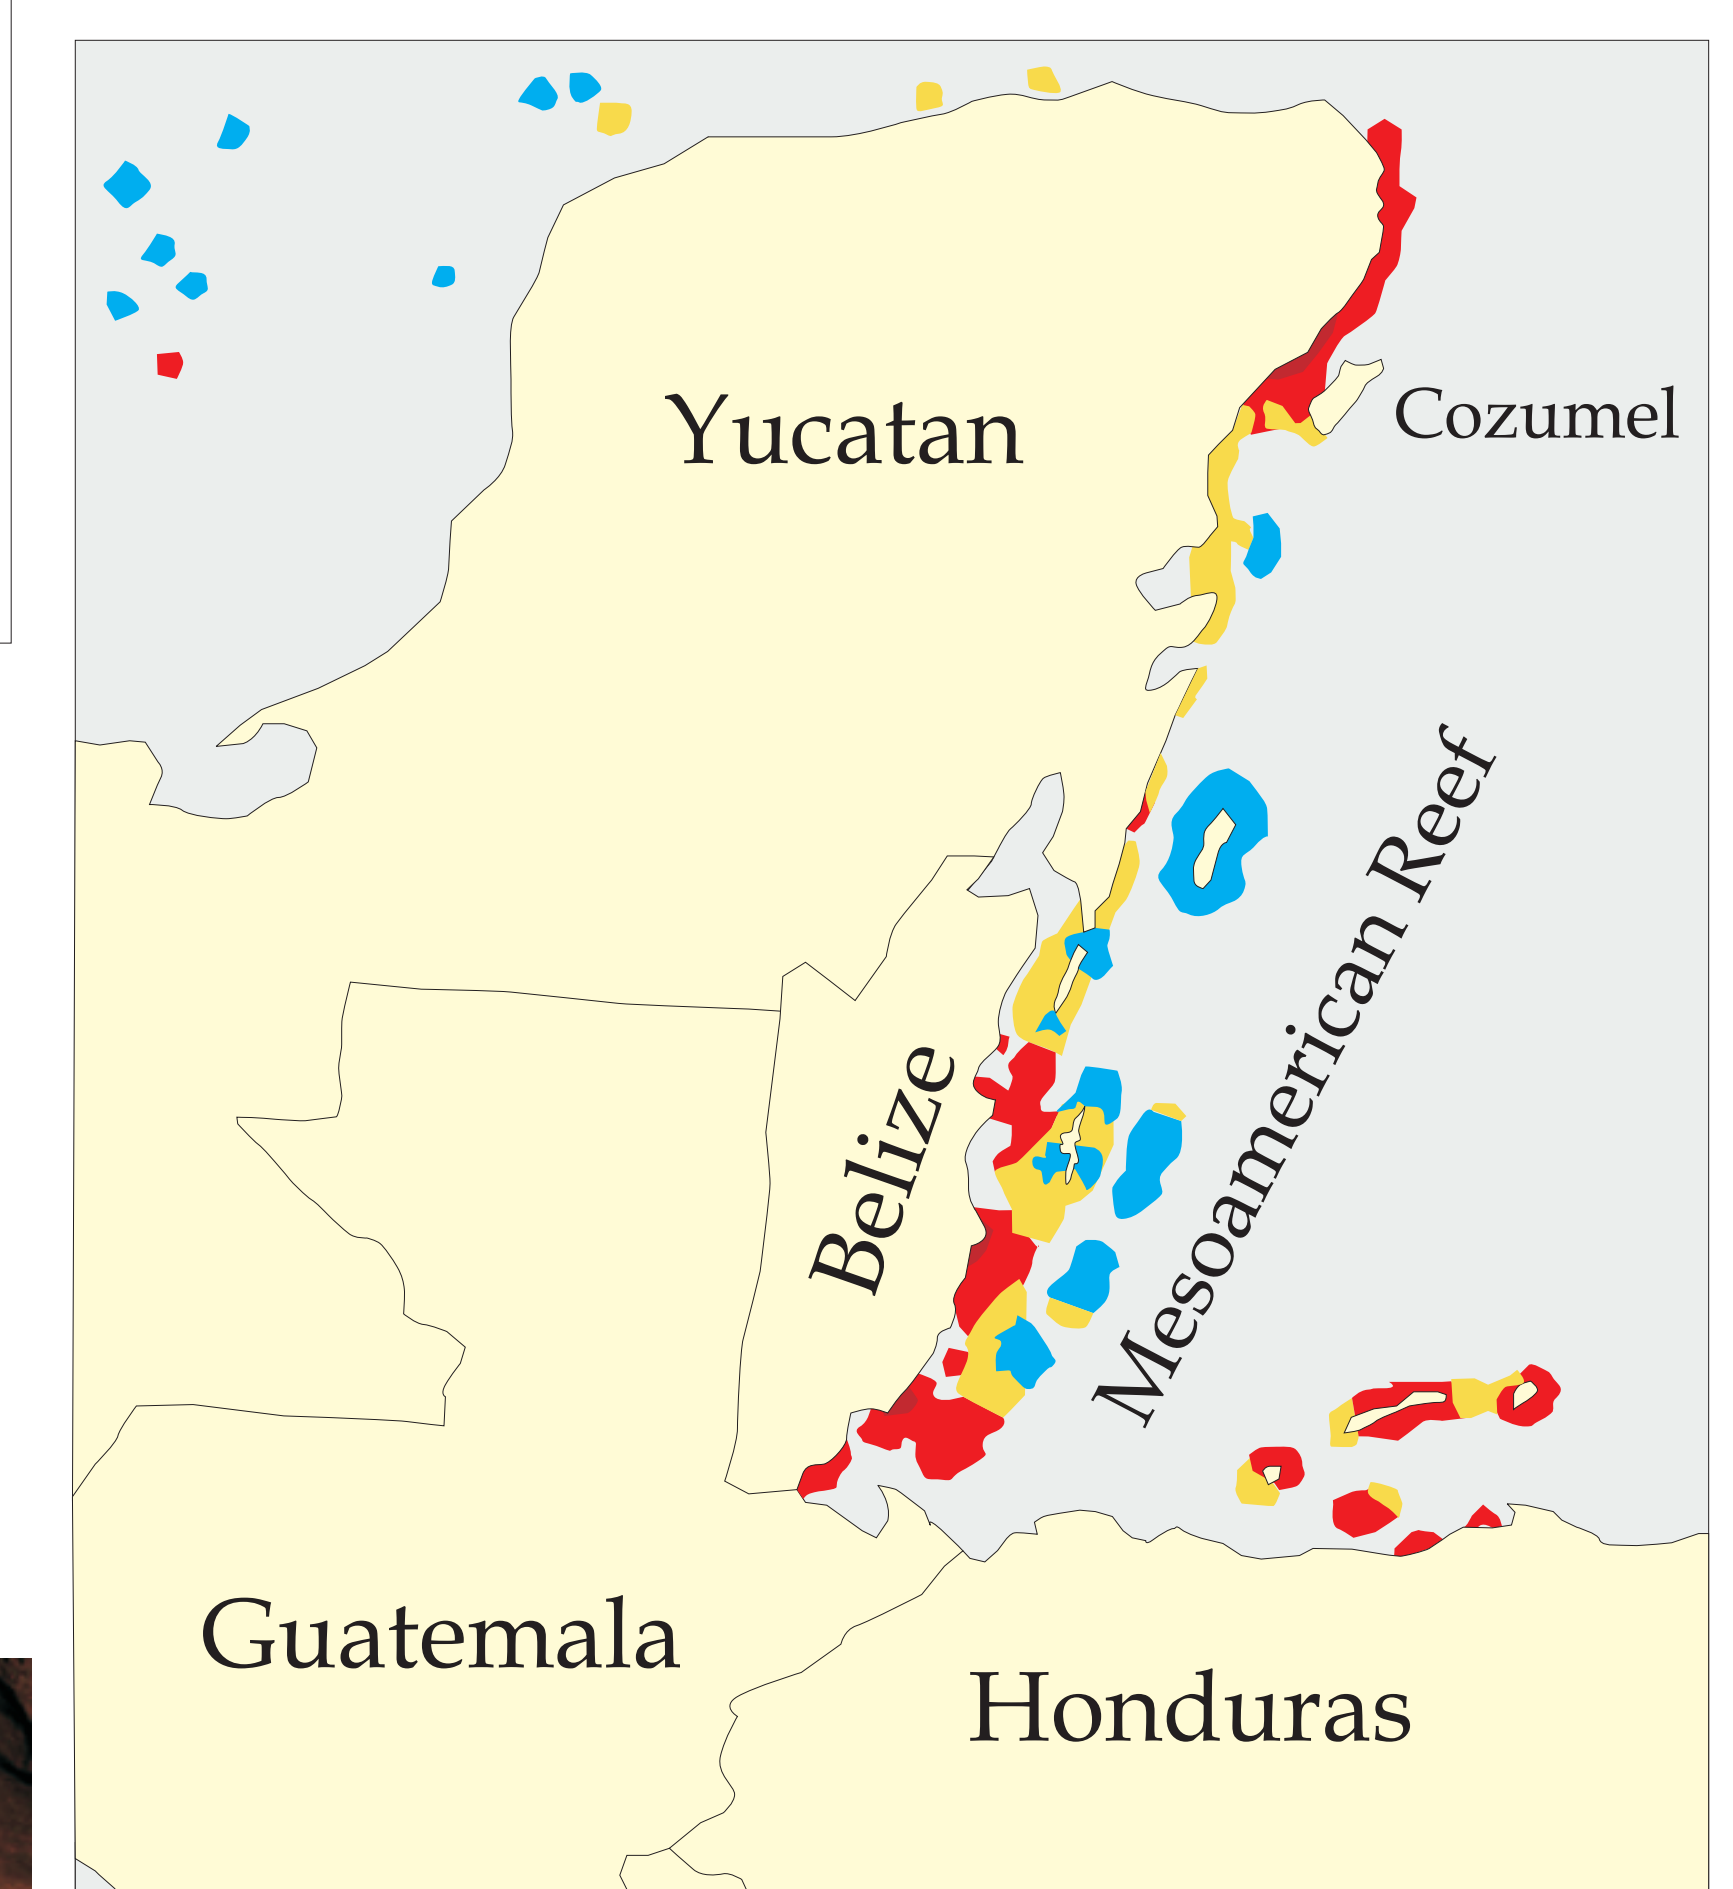 Yucatan
Cozumel
Mesoamerican Reef
Belize
Guatemala
Honduras